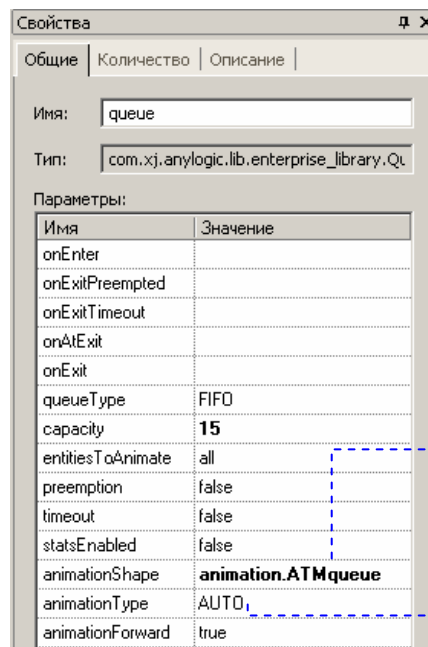 Свойства
Общие Количество Описание
Имя: queue
Тип: com.xj.anylogic.lib.enterprise_library.Qu
Параметры:
Имя Значение
onEnter
onExitPreempted
onExitTimeout
onAtExit
onExit
queueType FIFO
capacity 15
entitiesToAnimate all
preemption false
timeout false
statsEnabled false
animationShape animation.ATMqueue
animationType AUTO
animationForward true